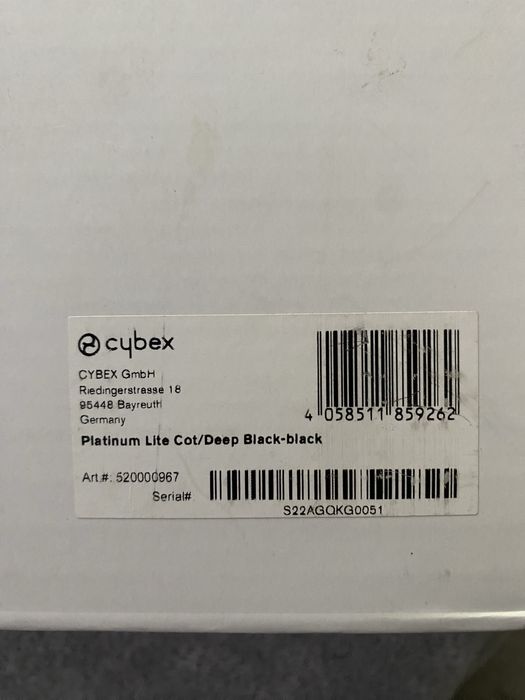 cybex
CYBEX GmbH
Riedingerstrasse 18
95448 Bayreuth
Germany
4 058511 859262
Platinum Lite Cot/Deep Black-black
Art.#: 520000967
Serial#
S22AGQKG0051